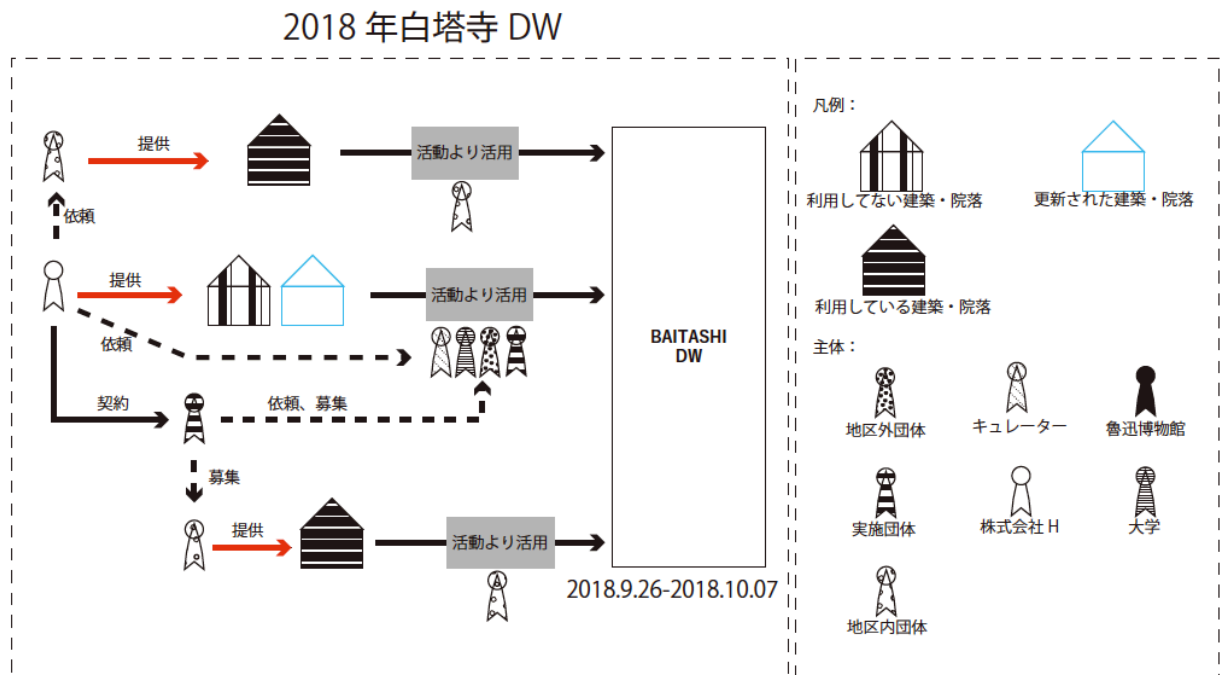 2018 年白塔寺 DW
提供
活動より活用
依頼
提供
活動より活用
依頼
契約
依頼、募集
募集
提供
活動より活用
BAITASHI
DW
2018.9.26-2018.10.07
凡例：
利用してない建築・院落
更新された建築・院落
利用している建築・院落
主体：
地区外団体
キュレーター
魯迅博物館
実施団体
株式会社 H
大学
地区内団体